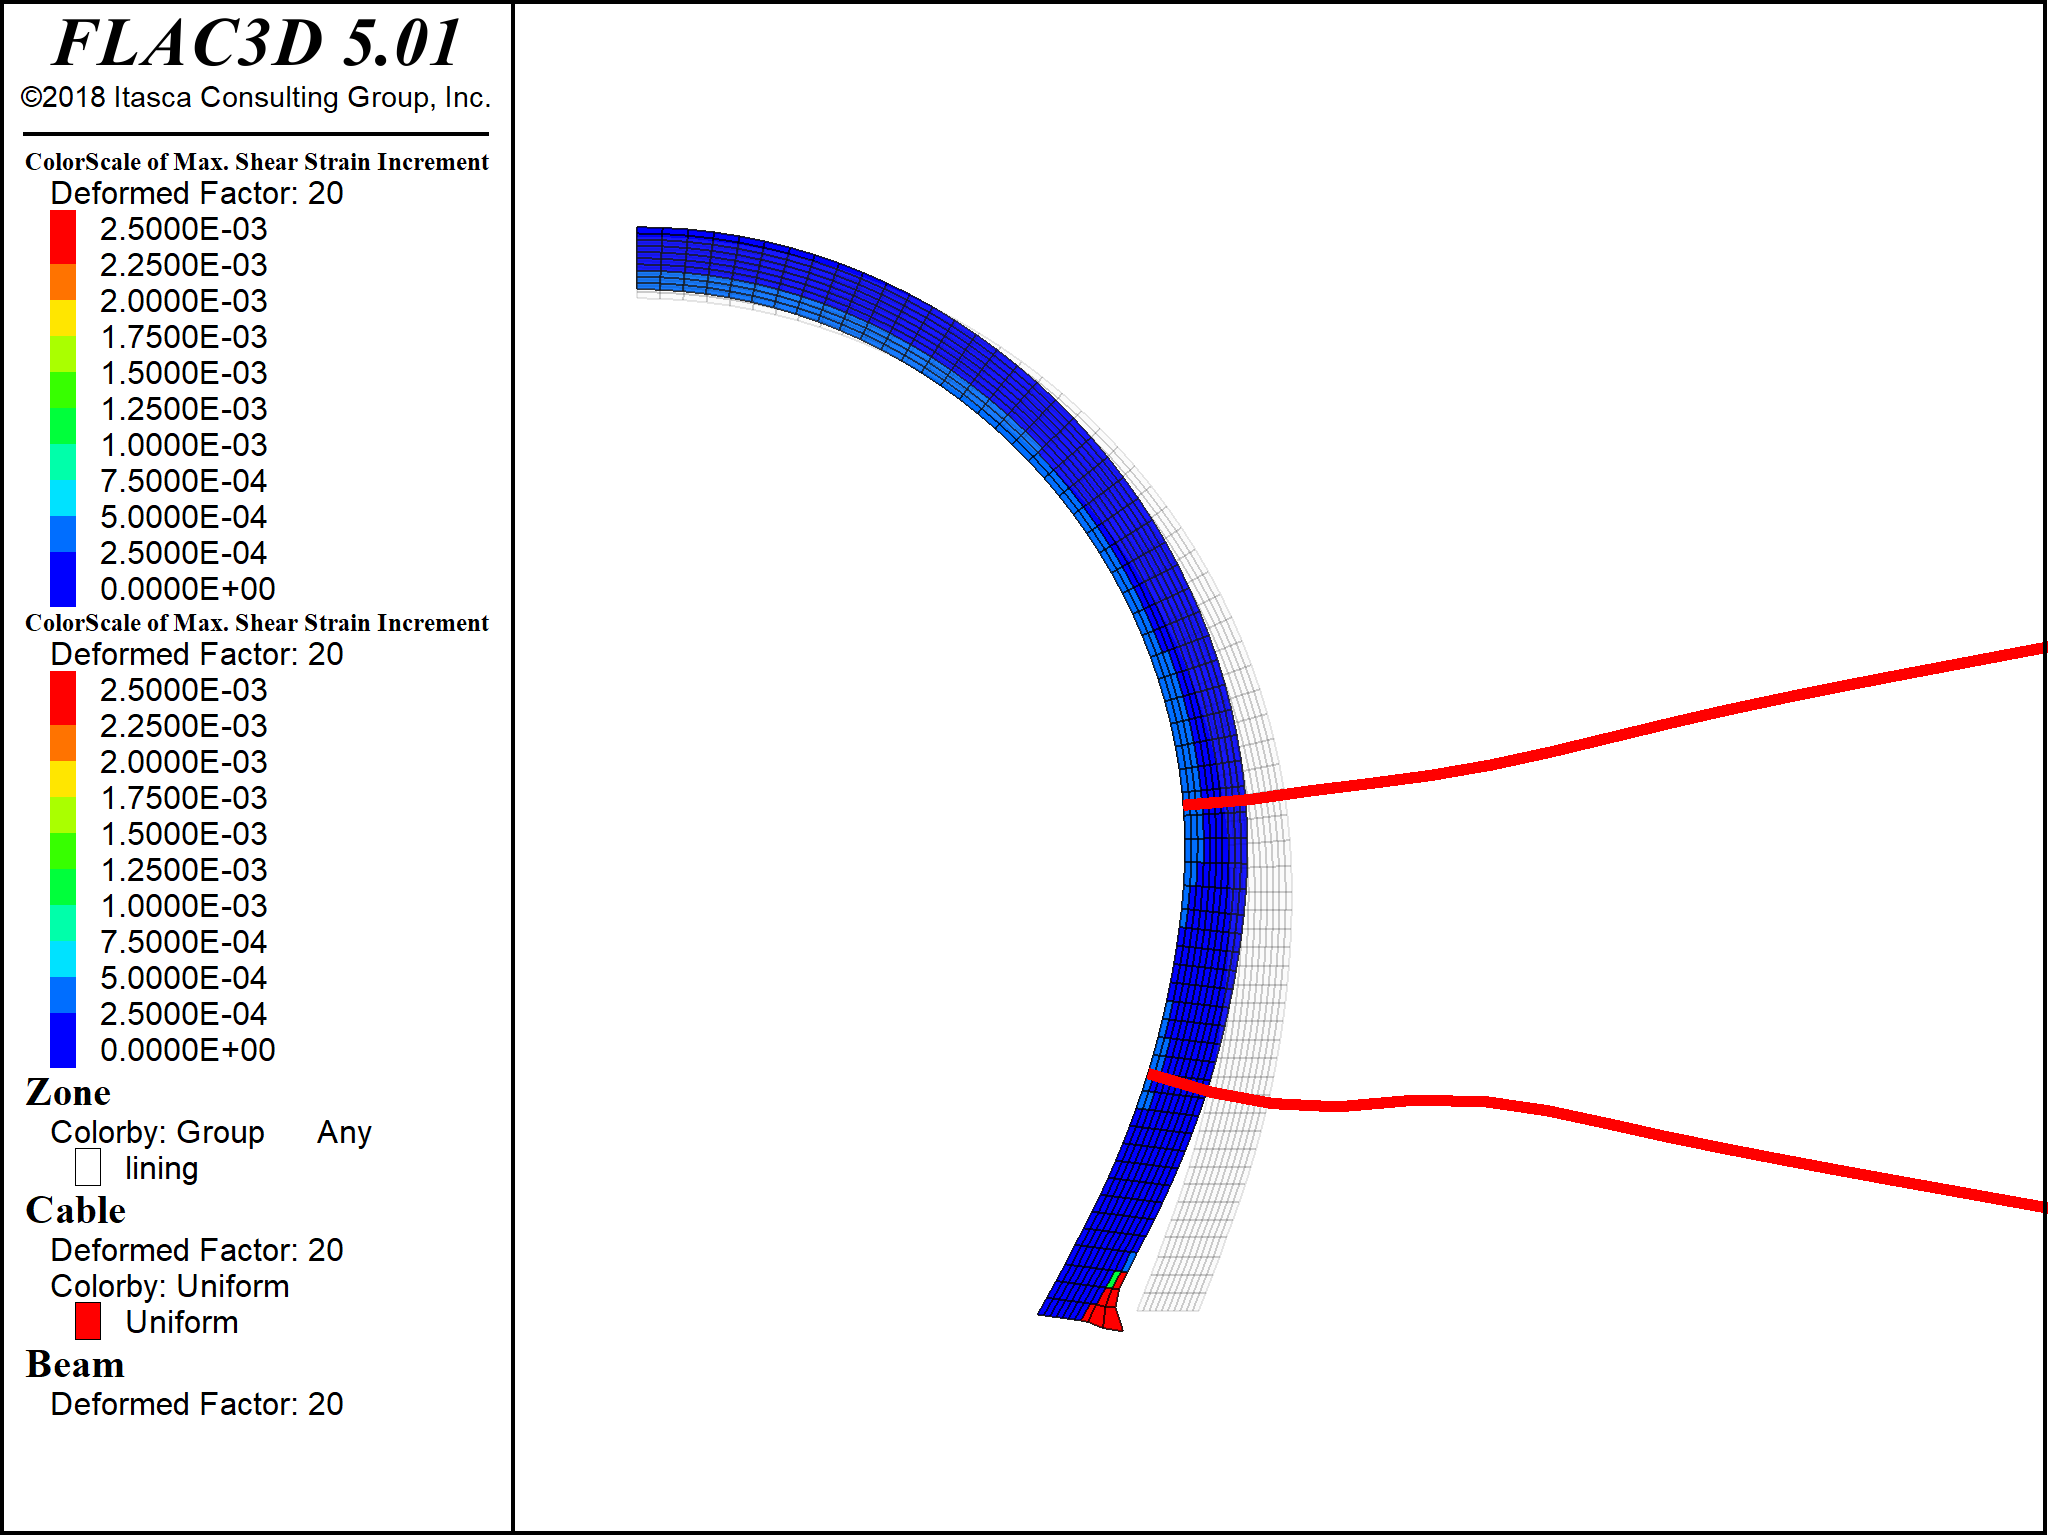 FLAC3D 5.01
©2018 Itasca Consulting Group, Inc.
ColorScale of Max. Shear Strain Increment
Deformed Factor: 20
2.5000E-03
2.2500E-03
2.0000E-03
1.7500E-03
1.5000E-03
1.2500E-03
1.0000E-03
7.5000E-04
5.0000E-04
2.5000E-04
0.0000E+00
ColorScale of Max. Shear Strain Increment
Deformed Factor: 20
2.5000E-03
2.2500E-03
2.0000E-03
1.7500E-03
1.5000E-03
1.2500E-03
1.0000E-03
7.5000E-04
5.0000E-04
2.5000E-04
0.0000E+00
Zone
Colorby: Group Any
lining
Cable
Deformed Factor: 20
Colorby: Uniform
Uniform
Beam
Deformed Factor: 20